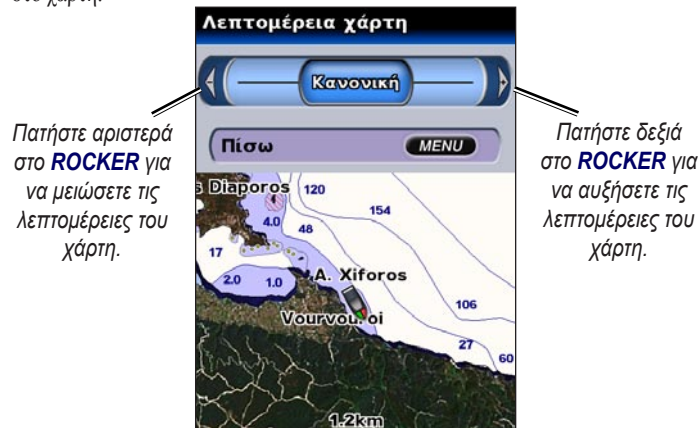 Λεπτομέρεια χάρτη
Κανονική
Πίσω MENU
Πατήστε αριστερά
στο ROCKER για
να μειώσετε τις
λεπτομέρειες του
χάρτη.
Πατήστε δεξιά
στο ROCKER για
να αυξήσετε τις
λεπτομέρειες του
χάρτη.
s Diaporos 120
154
4.0 48
17
2.0 1.0
A. Xiforos
106
Vourvou oi
27
60
1.2km